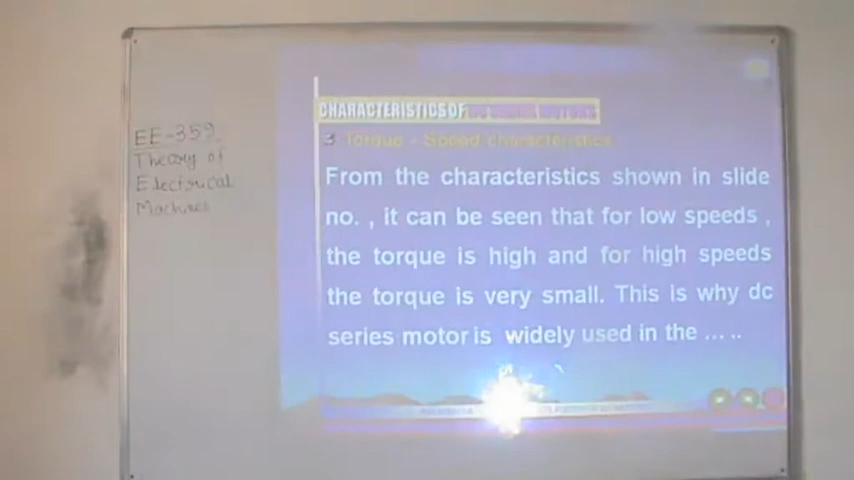 EE-359
Theory of
Electrical
Machines
CHARACTERISTICS OF DC SERIES MOTORS
3 Torque - Speed characteristics
From the characteristics shown in slide
no. , it can be seen that for low speeds ,
the torque is high and for high speeds
the torque is very small. This is why dc
series motor is widely used in the ... ..